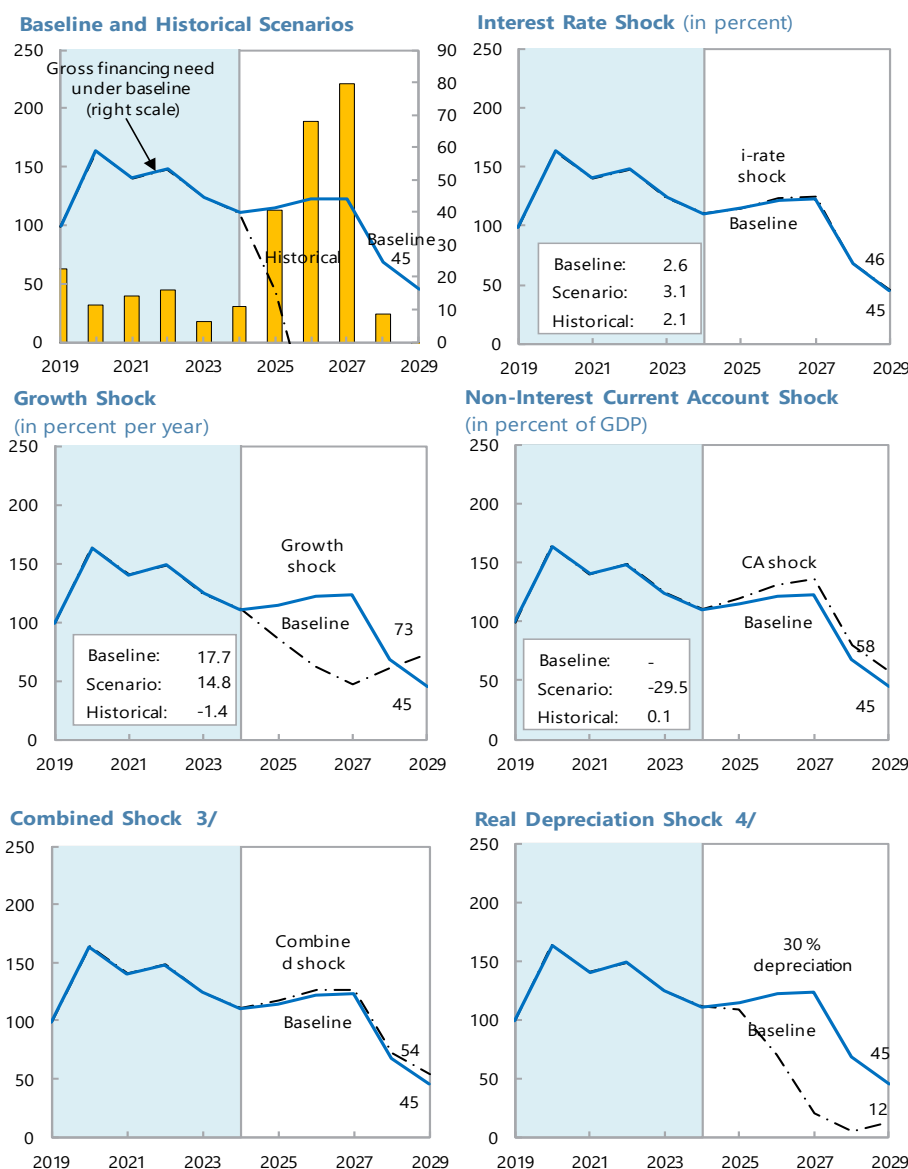 Baseline and Historical Scenarios
250
200
150
100
50
0
90
80
70
60
50
40
30
20
10
0
Gross financing need
under baseline
(right scale)
Historical
Baseline
45
2019 2021 2023 2025 2027 2029
Interest Rate Shock (in percent)
250
200
150
100
50
0
i-rate
shock
Baseline
Baseline: 2.6
Scenario: 3.1
Historical: 2.1
46
45
2019 2021 2023 2025 2027 2029
Growth Shock
(in percent per year)
250
200
150
100
50
0
Growth
shock
Baseline
Baseline: 17.7
Scenario: 14.8
Historical: -1.4
73
45
2019 2021 2023 2025 2027 2029
Non-Interest Current Account Shock
(in percent of GDP)
250
200
150
100
50
0
CA shock
Baseline
Baseline: -
Scenario: -29.5
Historical: 0.1
58
45
2019 2021 2023 2025 2027 2029
Combined Shock 3/
250
200
150
100
50
0
Combine
d shock
Baseline
54
45
2019 2021 2023 2025 2027 2029
Real Depreciation Shock 4/
250
200
150
100
50
0
30 %
depreciation
Baseline
45
12
2019 2021 2023 2025 2027 2029